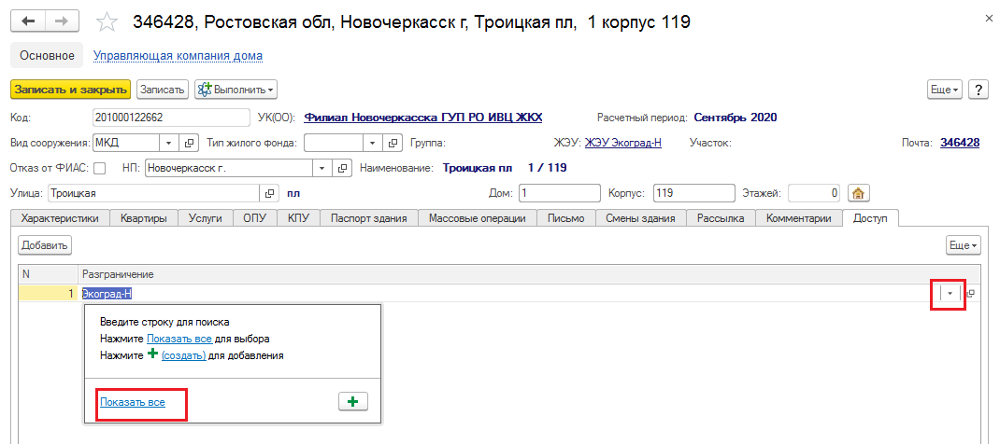 346428, Ростовская обл, Новочеркасск г, Троицкая пл, 1 корпус 119
Основное Управляющая компания дома
Записать и закрыть Записать Выполнить Еще ?
Код: 201000122662 УК(ОО): Филиал Новочеркасска ГУП РО ИВЦ ЖКХ Расчетный период: Сентябрь 2020
Вид сооружения: МКД Тип жилого фонда: Группа: ЖЭУ: ЖЭУ Экоград-Н Участок: Почта: 346428
Отказ от ФИАС: НП: Новочеркасск г. Наименование: Троицкая пл 1 / 119
Улица: Троицкая пл Дом: 1 Корпус: 119 Этажей: 0
Характеристики Квартиры Услуги ОПУ КПУ Паспорт здания Массовые операции Письмо Смены здания Рассылка Комментарии Доступ
Добавить Еще
N Разграничение
1 Экоград-Н
Введите строку для поиска
Нажмите Показать все для выбора
Нажмите + (создать) для добавления
Показать все